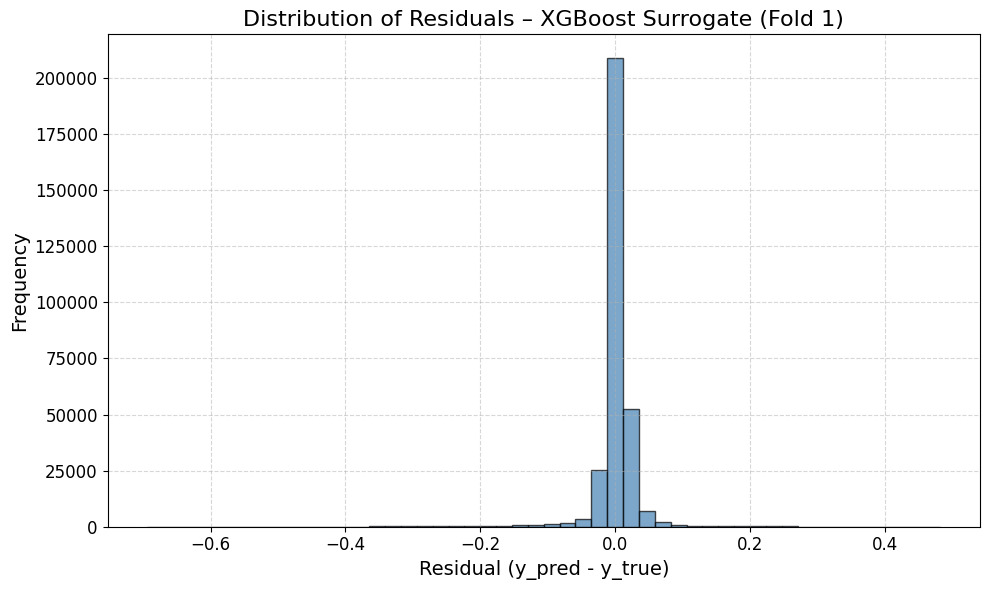 Distribution of Residuals – XGBoost Surrogate (Fold 1)
200000
175000
150000
125000
100000
75000
50000
25000
0
Frequency
−0.6 −0.4 −0.2 0.0 0.2 0.4
Residual (y_pred - y_true)